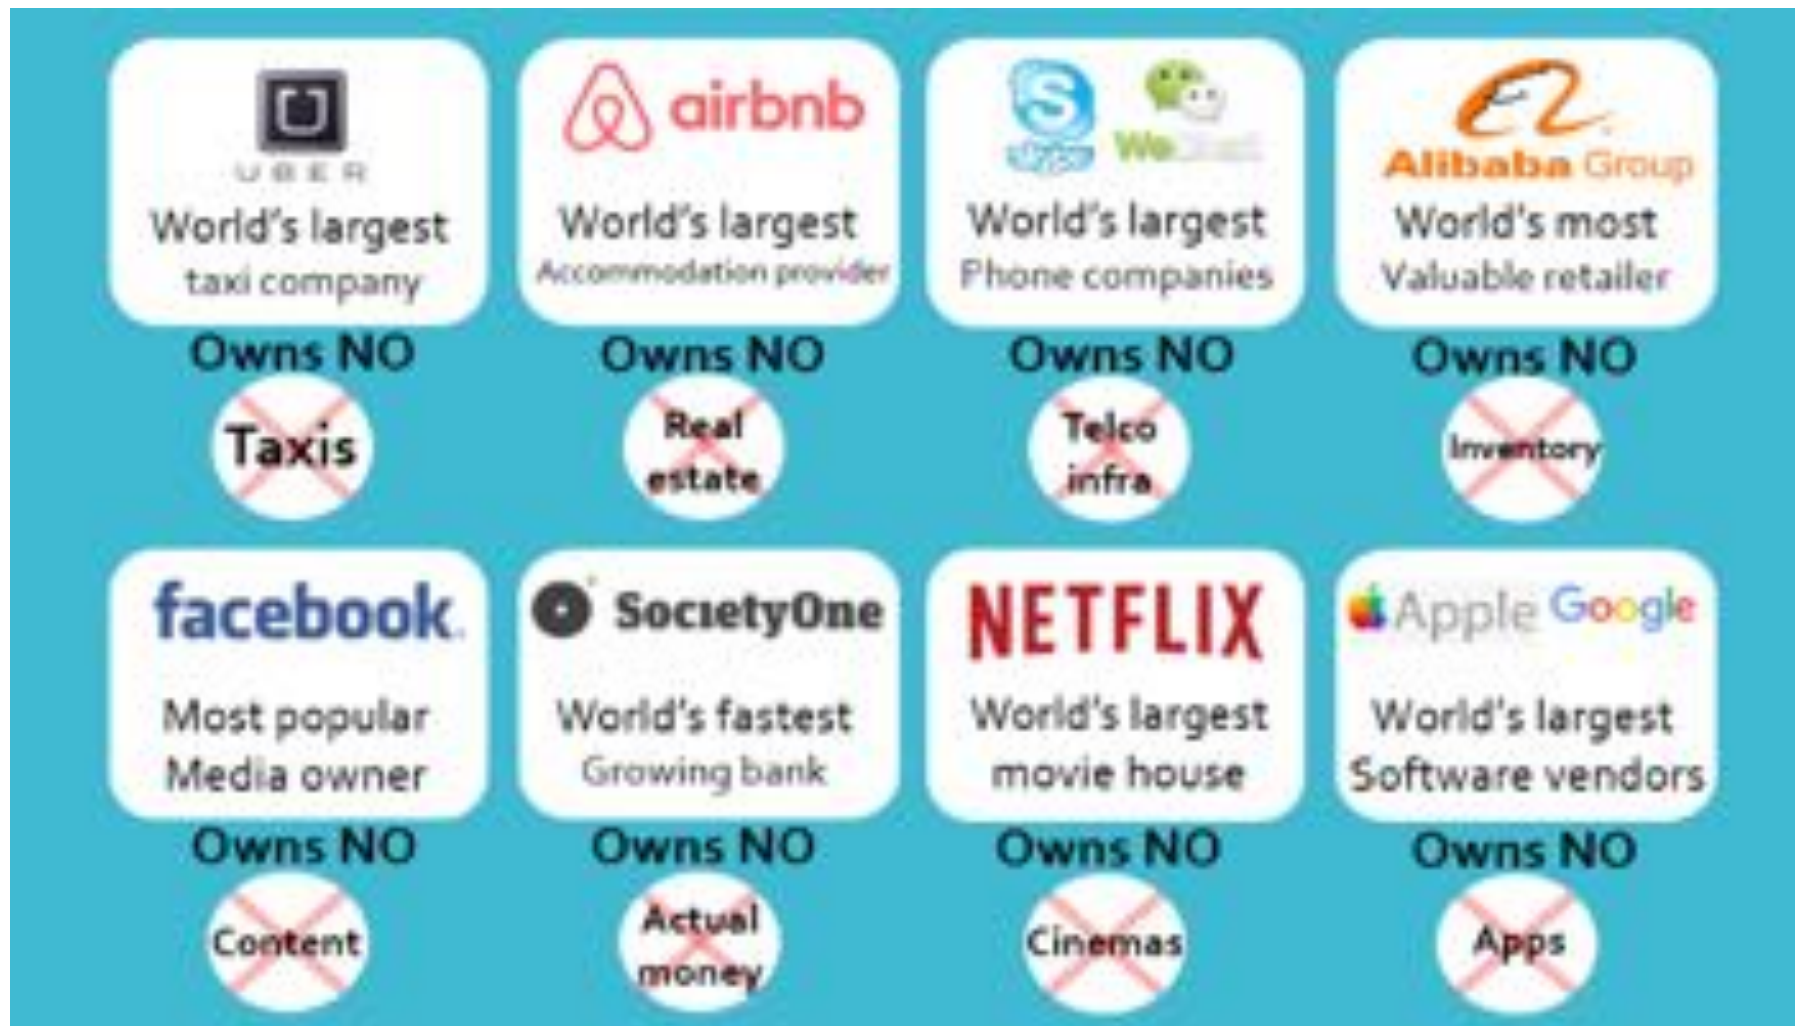 UBER
World's largest
taxi company
Owns NO
Taxis
airbnb
World's largest
Accommodation provider
Owns NO
Real
estate
skype WeChat
World's largest
Phone companies
Owns NO
Telco
infra
Alibaba Group
World's most
Valuable retailer
Owns NO
Inventory
facebook
Most popular
Media owner
Owns NO
Content
SocietyOne
World's fastest
Growing bank
Owns NO
Actual
money
NETFLIX
World's largest
movie house
Owns NO
Cinemas
Apple Google
World's largest
Software vendors
Owns NO
Apps